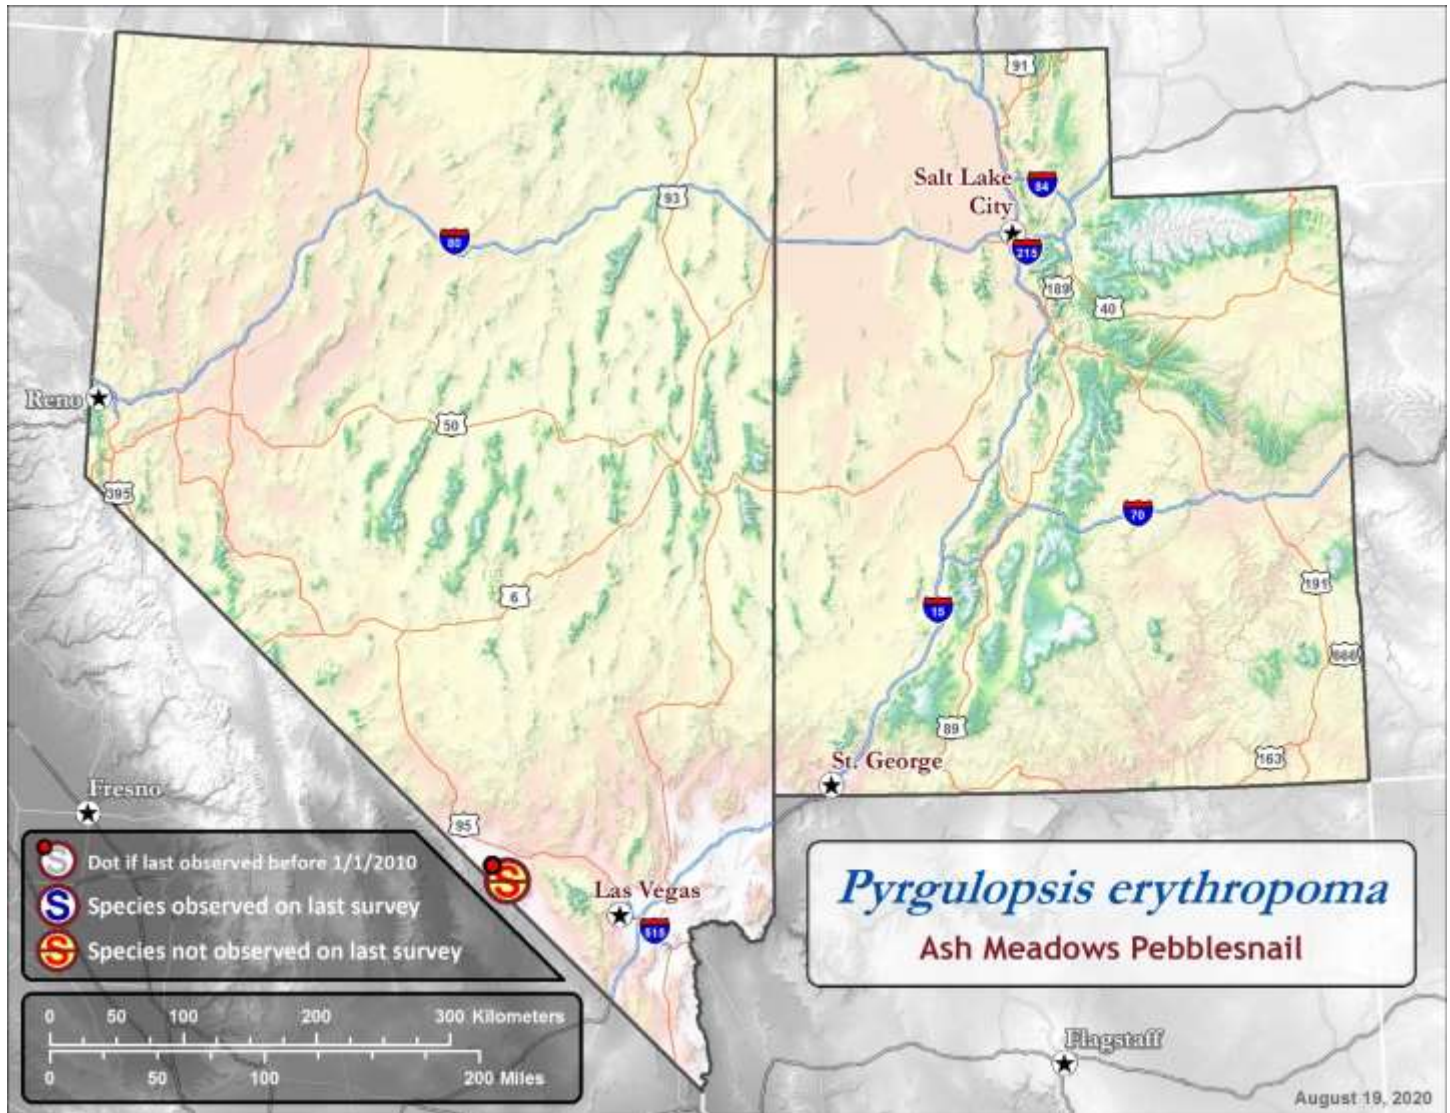 91
Salt Lake
City
84
93
80
215
189
40
Reno
50
395
70
6
191
15
666
89
163
St. George
Fresno
95
S Dot if last observed before 1/1/2010
S Species observed on last survey
S Species not observed on last survey
S
Las Vegas
515
Pyrgulopsis erythropoma
Ash Meadows Pebblesnail
0 50 100 200 300 Kilometers
0 50 100 200 Miles
Flagstaff
August 19, 2020